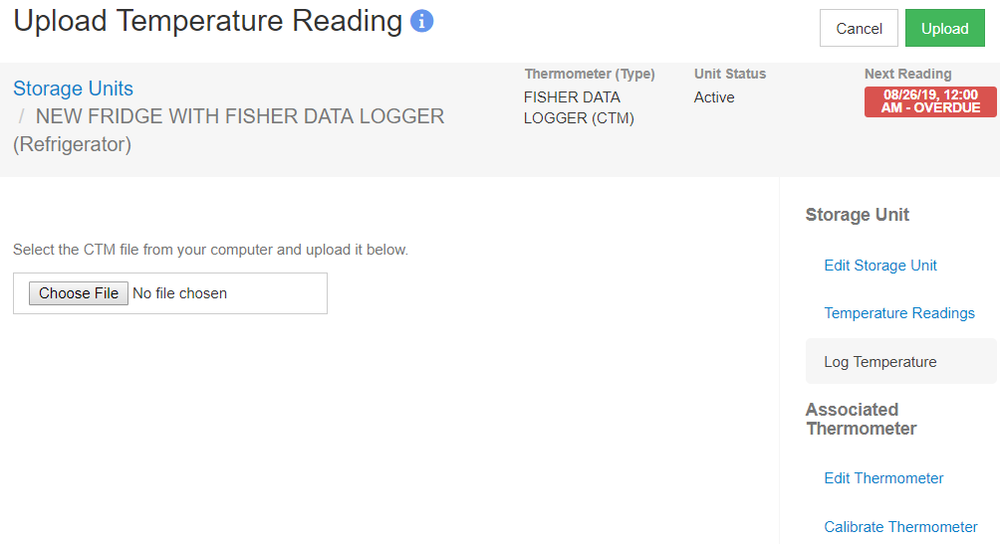 Upload Temperature Reading i
Cancel
Upload
Storage Units
/ NEW FRIDGE WITH FISHER DATA LOGGER
(Refrigerator)
Thermometer (Type)
FISHER DATA
LOGGER (CTM)
Unit Status
Active
Next Reading
08/26/19, 12:00
AM - OVERDUE
Select the CTM file from your computer and upload it below.
Choose File No file chosen
Storage Unit
Edit Storage Unit
Temperature Readings
Log Temperature
Associated
Thermometer
Edit Thermometer
Calibrate Thermometer